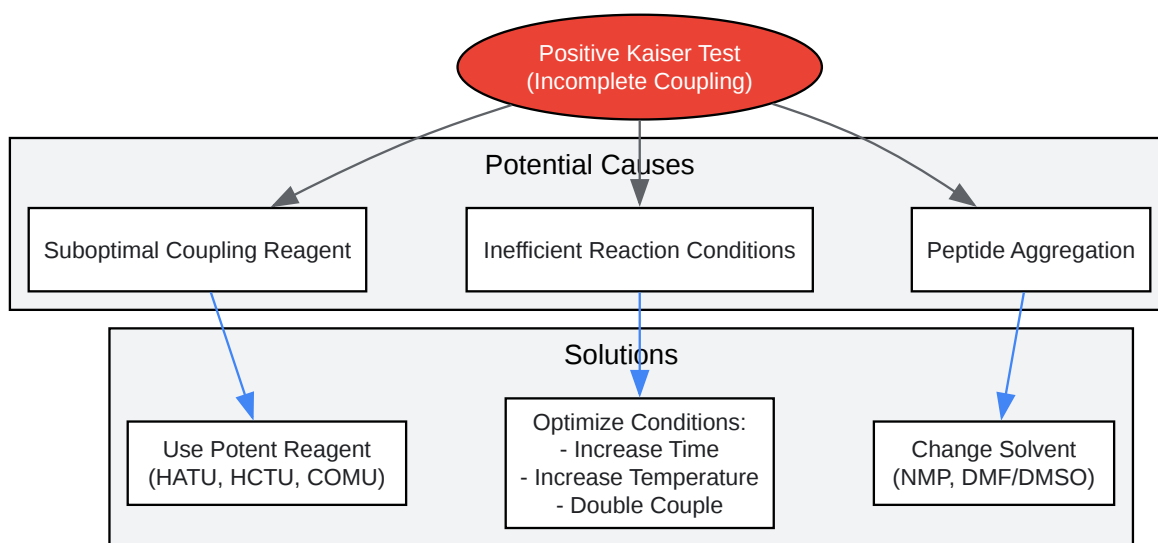 Positive Kaiser Test
(Incomplete Coupling)
Potential Causes
Suboptimal Coupling Reagent
Inefficient Reaction Conditions
Peptide Aggregation
Solutions
Use Potent Reagent
(HATU, HCTU, COMU)
Optimize Conditions:
- Increase Time
- Increase Temperature
- Double Couple
Change Solvent
(NMP, DMF/DMSO)